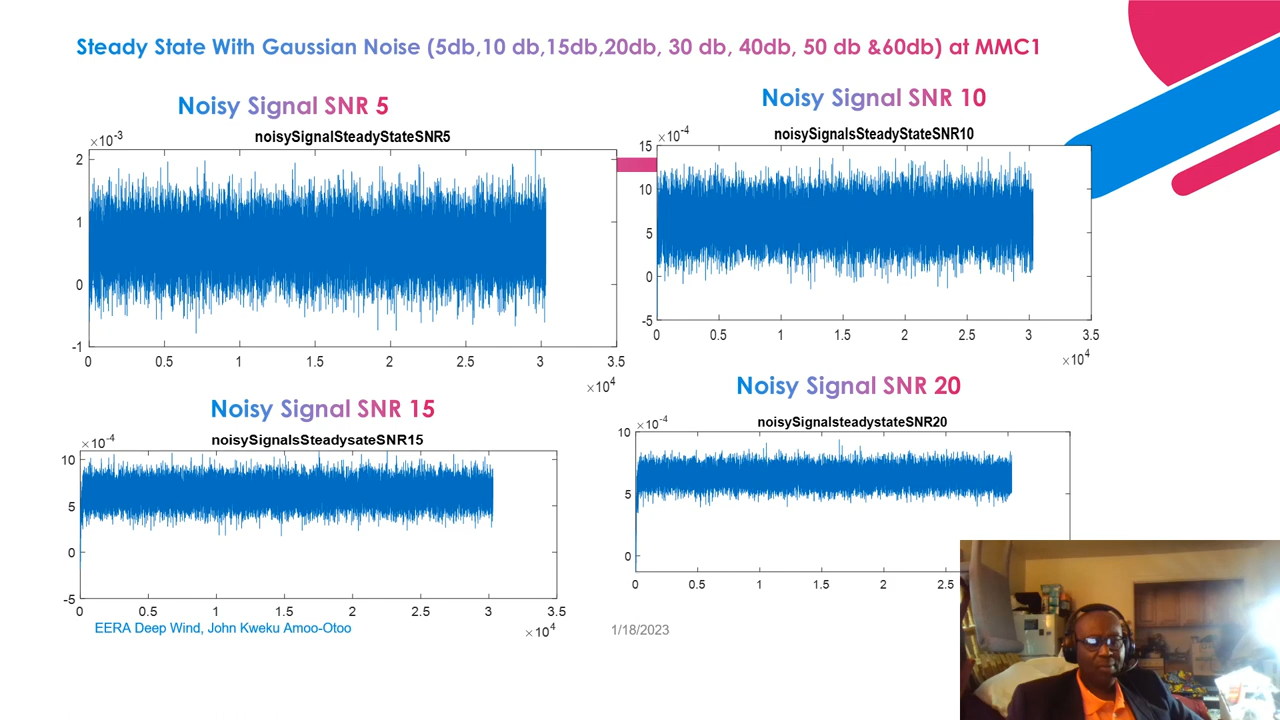 Steady State With Gaussian Noise (5db,10 db,15db,20db, 30 db, 40db, 50 db &60db) at MMC1
Noisy Signal SNR 5
noisySignalSteadyStateSNR5
×10-3
2
1
0
-1
0 0.5 1 1.5 2 2.5 3 3.5
×104
Noisy Signal SNR 10
noisySignalsSteadyStateSNR10
×10-4
15
10
5
0
-5
0 0.5 1 1.5 2 2.5 3 3.5
×104
Noisy Signal SNR 15
noisySignalsSteadysateSNR15
×10-4
10
5
0
-5
0 0.5 1 1.5 2 2.5 3 3.5
×104
Noisy Signal SNR 20
noisySignalsteadystateSNR20
×10-4
10
5
0
0 0.5 1 1.5 2 2.5
EERA Deep Wind, John Kweku Amoo-Otoo
1/18/2023